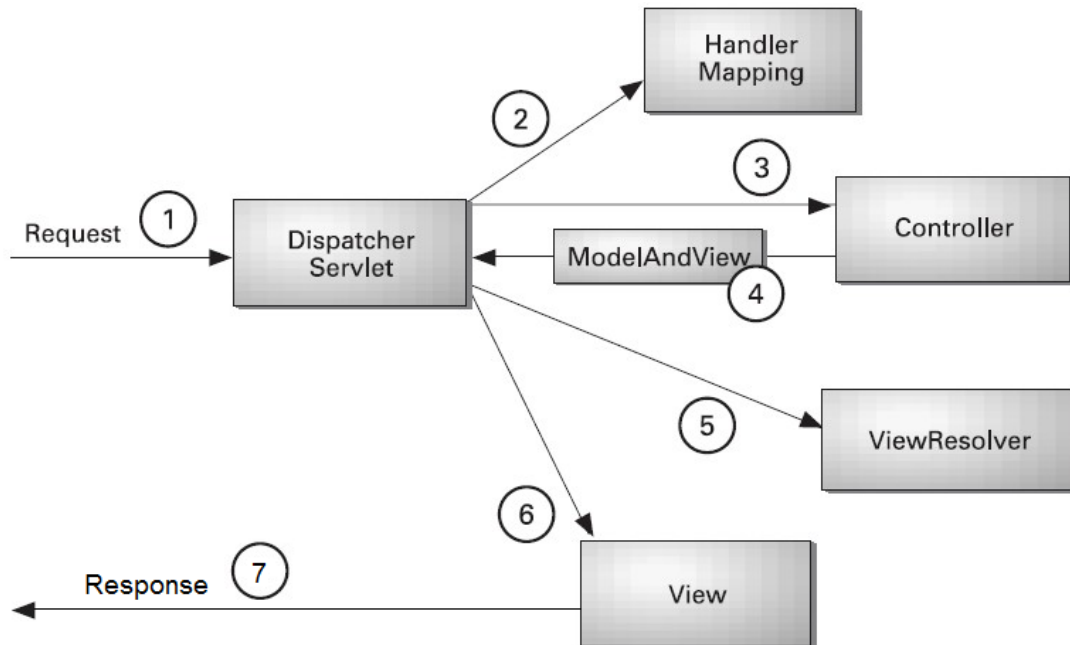 Handler
Mapping
2
3
1
Request
Dispatcher
Servlet
Controller
ModelAndView
4
5
ViewResolver
6
7
Response
View